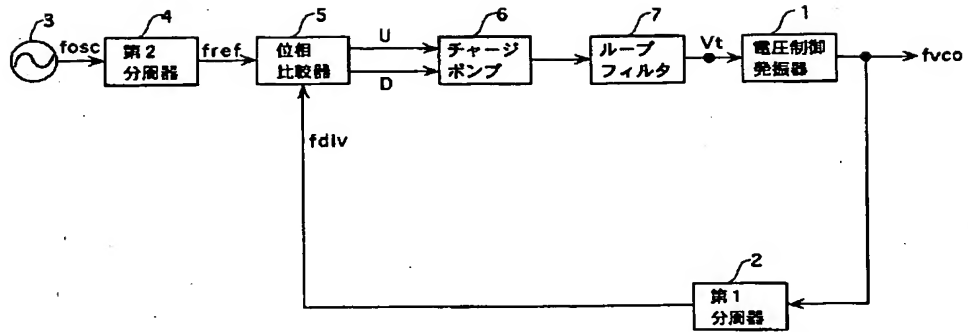 3
4
5
6
7
1
fosc
第2
分周器
fref
位相
比較器
U
D
チャージ
ポンプ
ループ
フィルタ
Vt
電圧制御
発振器
fvco
fdiv
2
第1
分周器